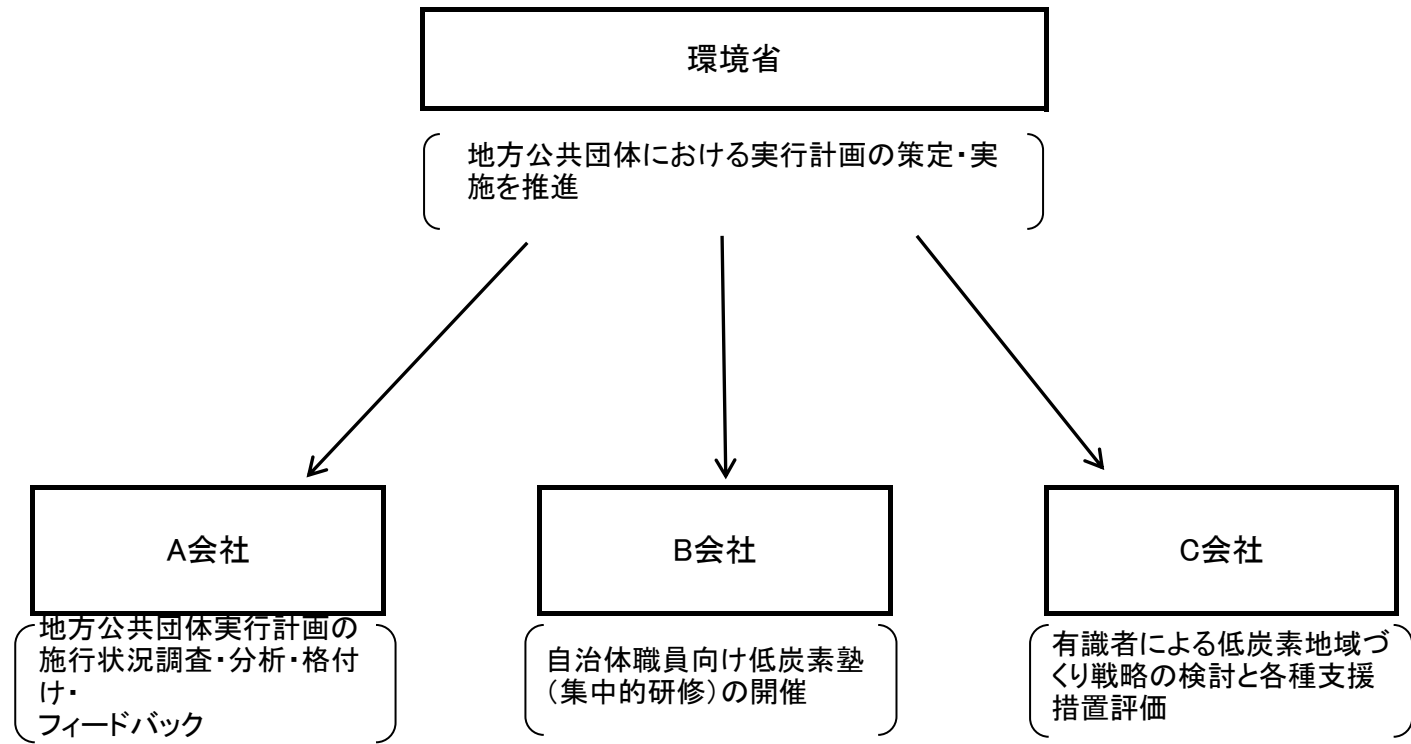 環境省
地方公共団体における実行計画の策定・実
施を推進
A会社
B会社
C会社
地方公共団体実行計画の
施行状況調査・分析・格付
け・
フィードバック
自治体職員向け低炭素塾
（集中的研修）の開催
有識者による低炭素地域づ
くり戦略の検討と各種支援
措置評価